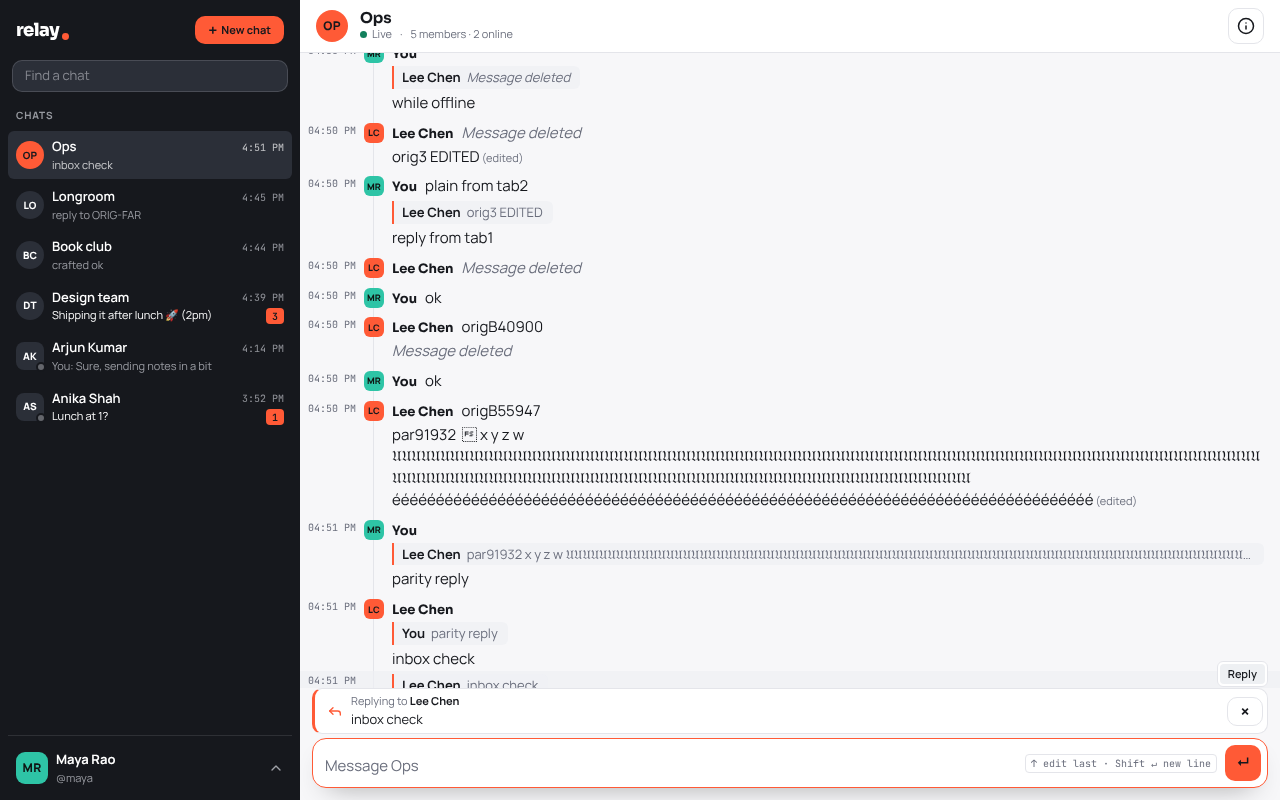 relay.
+ New chat
Find a chat
CHATS
OP
Ops
4:51 PM
inbox check
LO
Longroom
4:45 PM
reply to ORIG-FAR
BC
Book club
4:44 PM
crafted ok
DT
Design team
4:39 PM
Shipping it after lunch 🚀 (2pm)
3
AK
Arjun Kumar
4:14 PM
You: Sure, sending notes in a bit
AS
Anika Shah
3:52 PM
Lunch at 1?
1
MR
Maya Rao
@maya
OP
Ops
Live · 5 members · 2 online
MR You
Lee Chen Message deleted
while offline
04:50 PM LC Lee Chen Message deleted
orig3 EDITED (edited)
04:50 PM MR You plain from tab2
Lee Chen orig3 EDITED
reply from tab1
04:50 PM LC Lee Chen Message deleted
04:50 PM MR You ok
04:50 PM LC Lee Chen origB40900
Message deleted
04:50 PM MR You ok
04:50 PM LC Lee Chen origB55947
par91932 x y z w
(edited)
04:51 PM MR You
Lee Chen par91932 x y z w
parity reply
04:51 PM LC Lee Chen
You parity reply
inbox check
04:51 PM Lee Chen inbox check
Reply
Replying to Lee Chen
inbox check
×
Message Ops
↑ edit last · Shift ↵ new line
↵